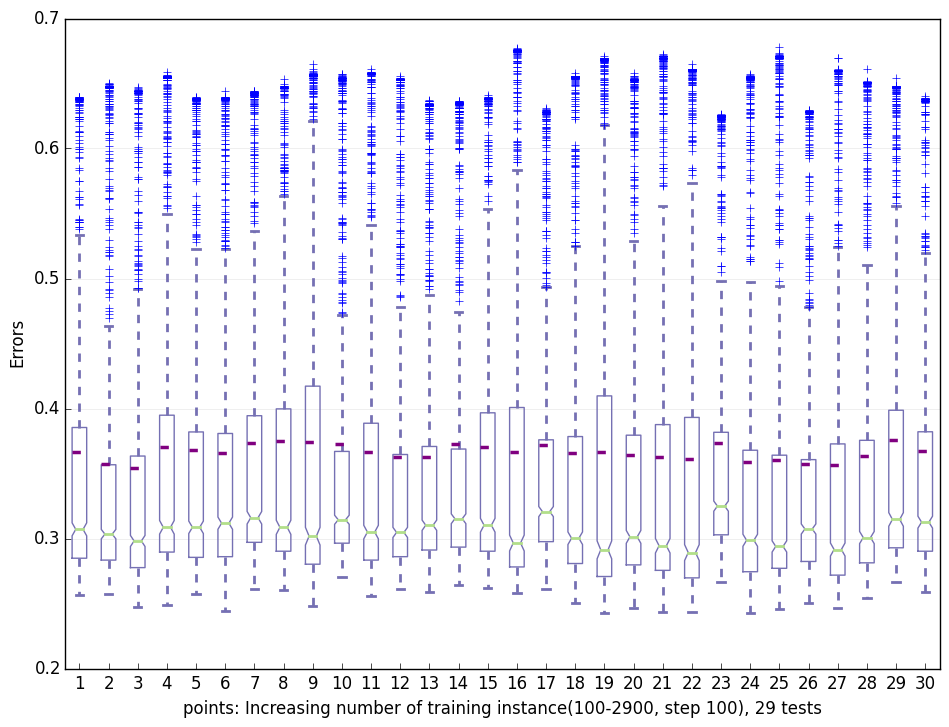 0.7
0.6
0.5
0.4
0.3
0.2
Errors
1 2 3 4 5 6 7 8 9 10 11 12 13 14 15 16 17 18 19 20 21 22 23 24 25 26 27 28 29 30
points: Increasing number of training instance(100-2900, step 100), 29 tests